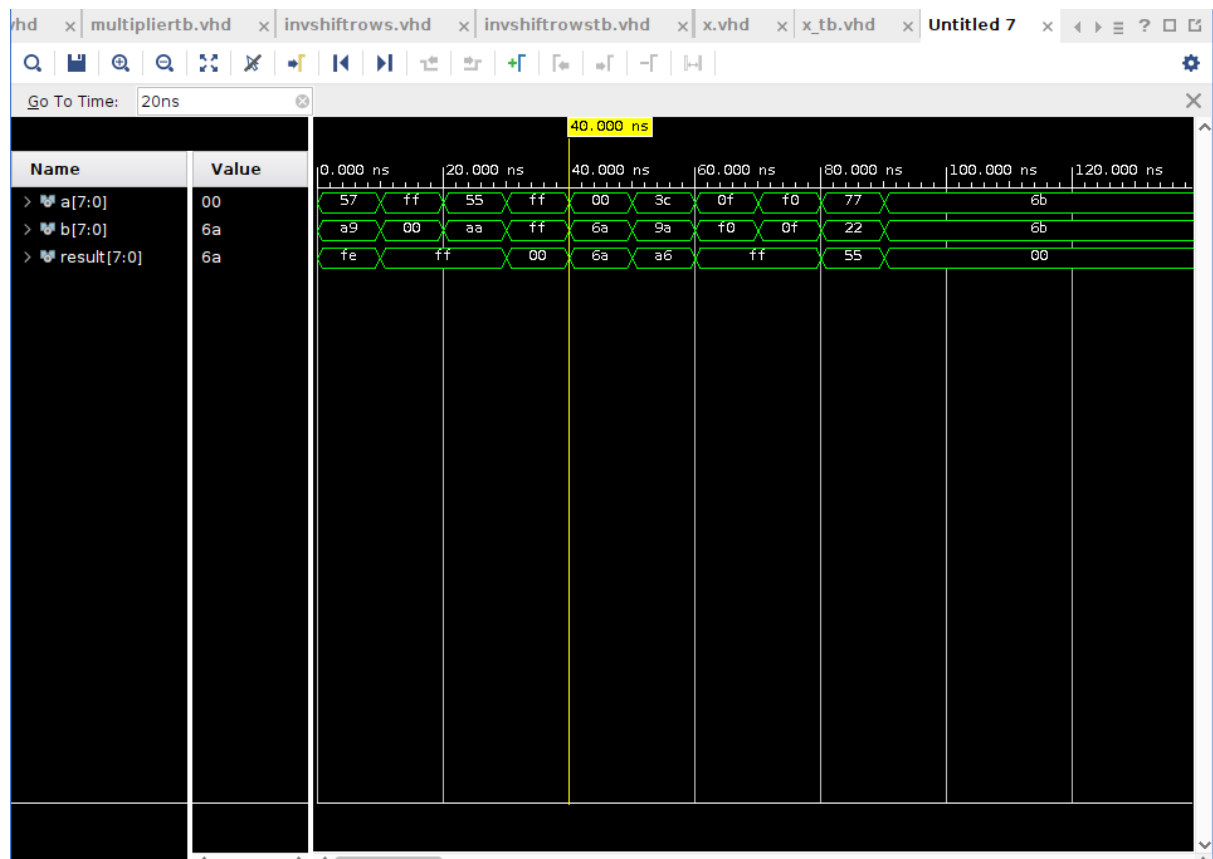 vhd multipliertb.vhd invshiftrows.vhd invshiftrowstb.vhd x.vhd x_tb.vhd Untitled 7
Go To Time: 20ns
40.000 ns
Name Value 0.000 ns 20.000 ns 40.000 ns 60.000 ns 80.000 ns 100.000 ns 120.000 ns
a[7:0] 00 57 ff 55 ff 00 3c 0f f0 77 6b
b[7:0] 6a a9 00 aa ff 6a 9a f0 0f 22 6b
result[7:0] 6a fe ff 00 6a a6 ff 55 00